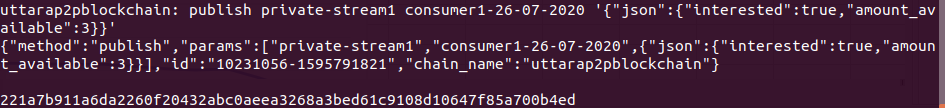 uttarap2pblockchain: publish private-stream1 consumer1-26-07-2020 '{"json":{"interested":true,"amount_av
ailable":3}}'
{"method":"publish","params":["private-stream1","consumer1-26-07-2020",{"json":{"interested":true,"amoun
t_available":3}}],"id":"10231056-1595791821","chain_name":"uttarap2pblockchain"}
221a7b911a6da2260f20432abc0aeea3268a3bed61c9108d10647f85a700b4ed